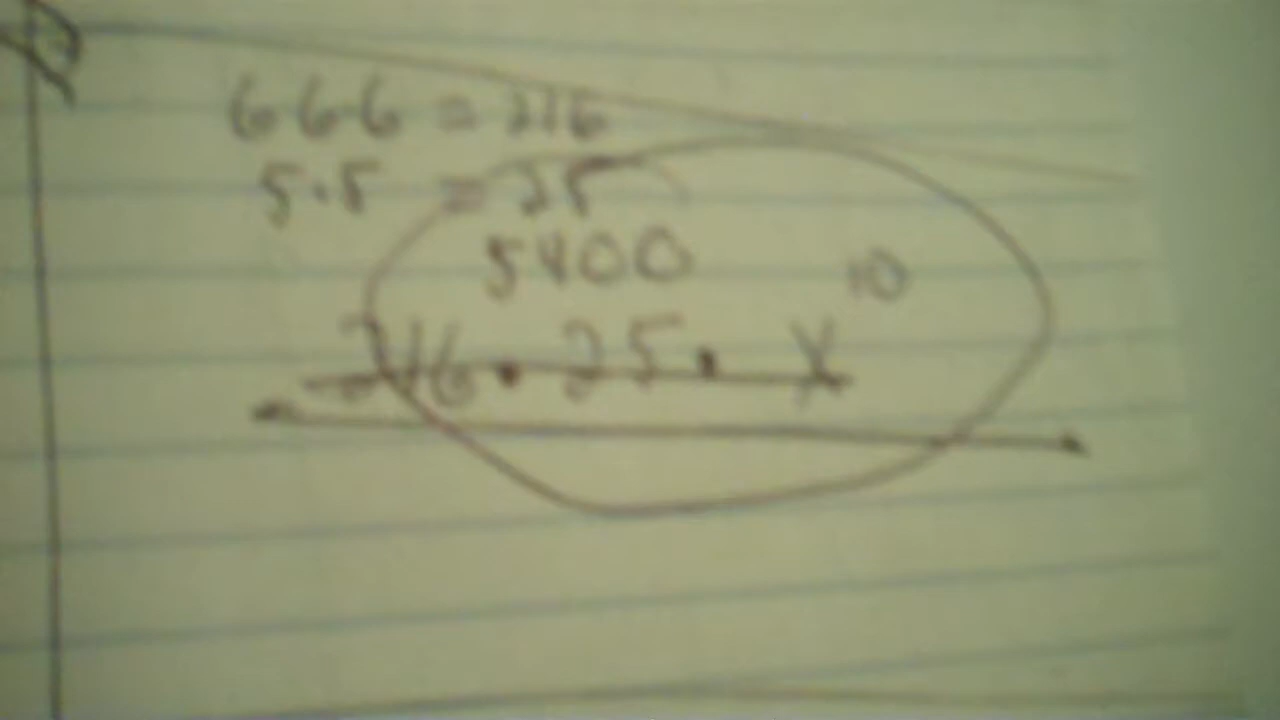 6·6·6 = 216
5·5 = 25
5400 10
216 • 25 • X